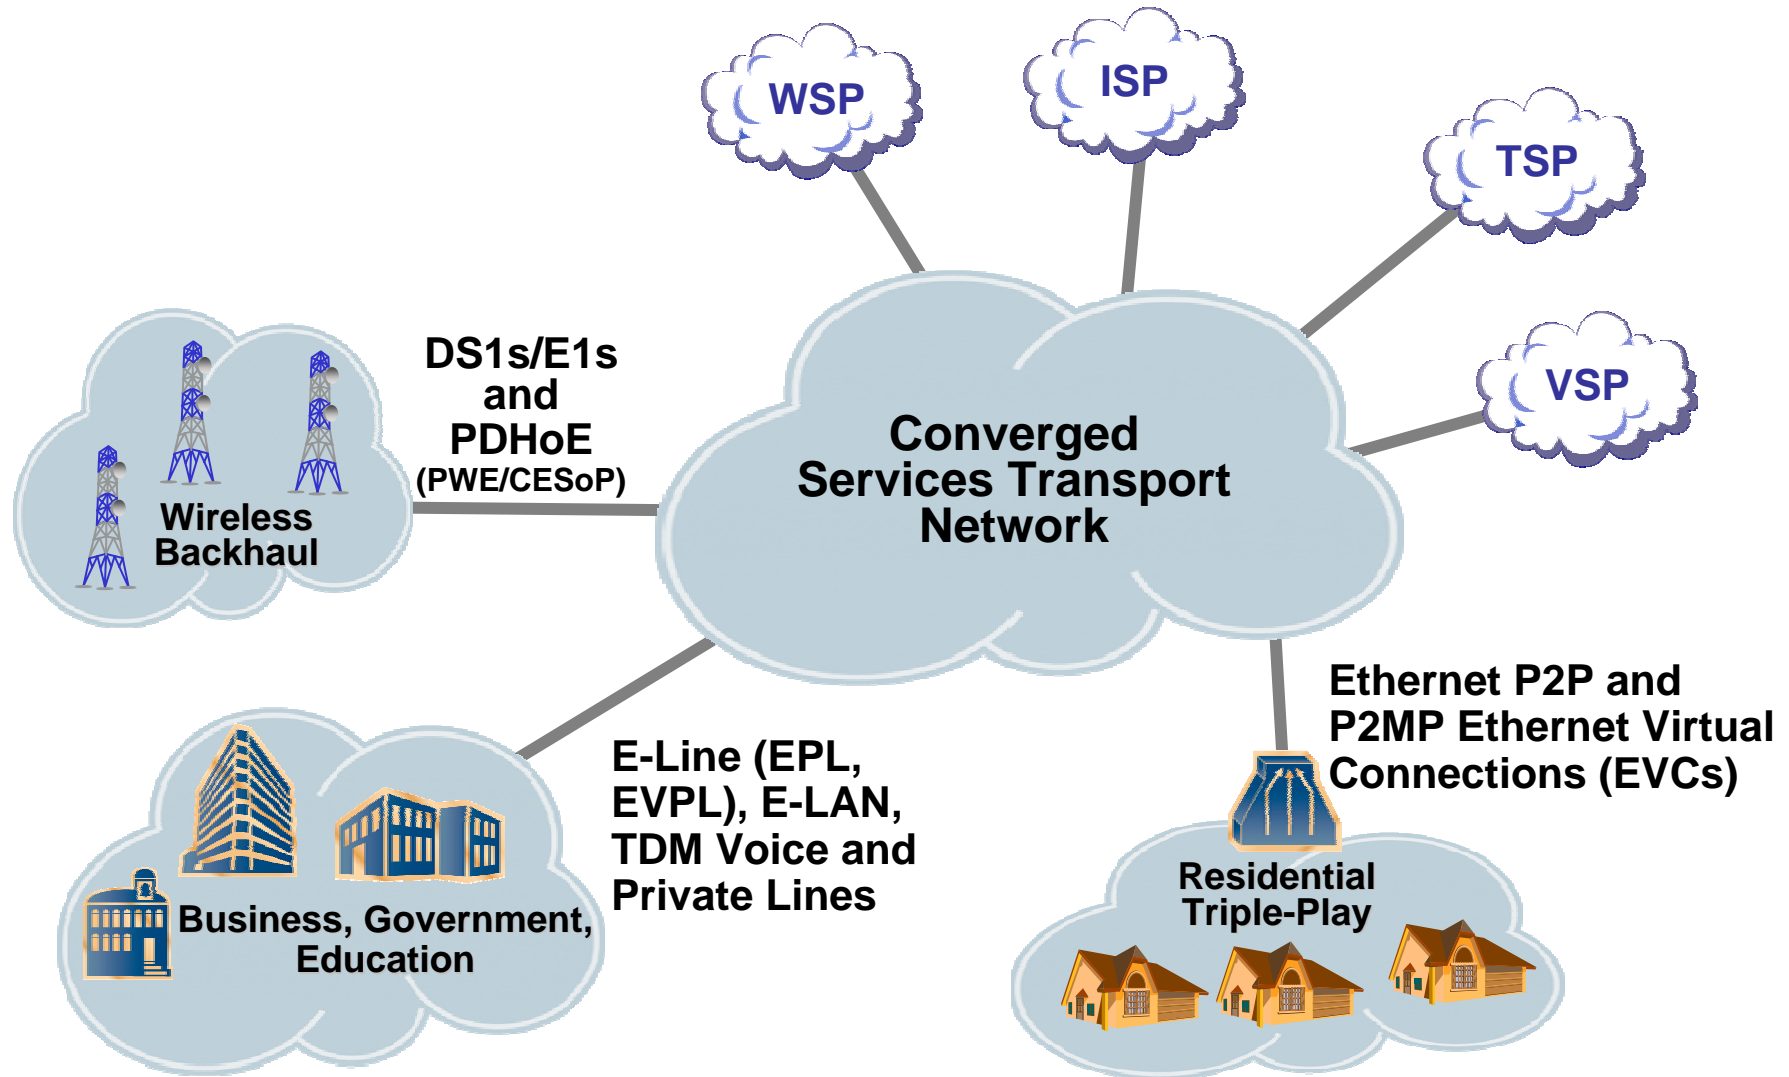 WSP
ISP
TSP
VSP
DS1s/E1s
and
PDHoE
(PWE/CESoP)
Wireless
Backhaul
Converged
Services Transport
Network
Ethernet P2P and
P2MP Ethernet Virtual
Connections (EVCs)
E-Line (EPL,
EVPL), E-LAN,
TDM Voice and
Private Lines
Business, Government,
Education
Residential
Triple-Play